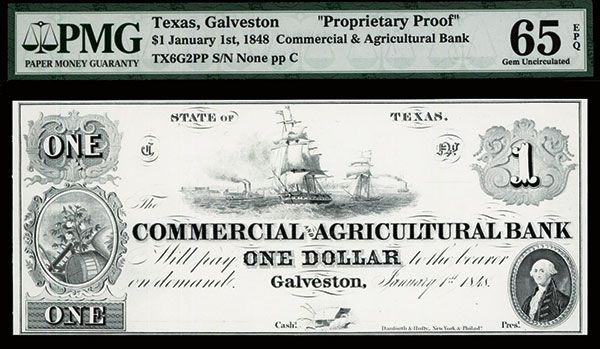 PMG
PAPER MONEY GUARANTY
Texas, Galveston "Proprietary Proof"
$1 January 1st, 1848 Commercial & Agricultural Bank
TX6G2PP S/N None pp C
65 EPQ
Gem Uncirculated
STATE OF TEXAS.
ONE
C
1
The
COMMERCIAL AND AGRICULTURAL BANK
Will pay ONE DOLLAR to the bearer
on demand. Galveston, January 1st 1848.
ONE
Cash! Danforth & Hufty, New York & Philad! Pres!